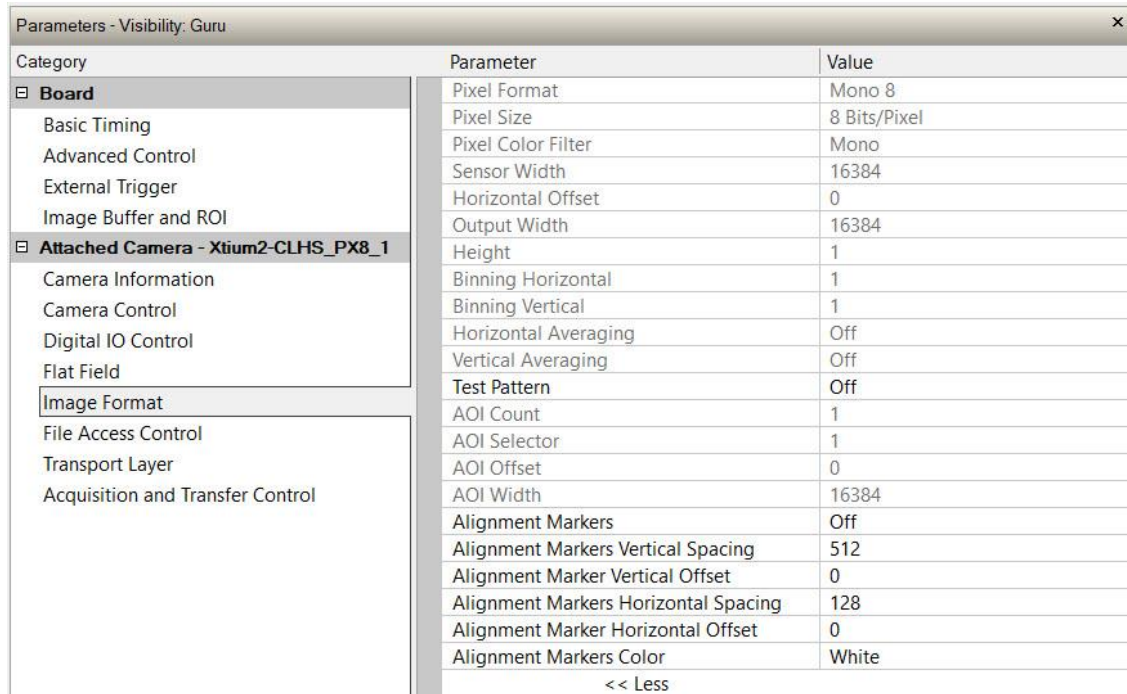 Parameters - Visibility: Guru ×
Category Parameter Value
Board
Basic Timing
Advanced Control
External Trigger
Image Buffer and ROI
Attached Camera - Xtium2-CLHS_PX8_1
Camera Information
Camera Control
Digital IO Control
Flat Field
Image Format
File Access Control
Transport Layer
Acquisition and Transfer Control
Pixel Format Mono 8
Pixel Size 8 Bits/Pixel
Pixel Color Filter Mono
Sensor Width 16384
Horizontal Offset 0
Output Width 16384
Height 1
Binning Horizontal 1
Binning Vertical 1
Horizontal Averaging Off
Vertical Averaging Off
Test Pattern Off
AOI Count 1
AOI Selector 1
AOI Offset 0
AOI Width 16384
Alignment Markers Off
Alignment Markers Vertical Spacing 512
Alignment Marker Vertical Offset 0
Alignment Markers Horizontal Spacing 128
Alignment Marker Horizontal Offset 0
Alignment Markers Color White
<< Less